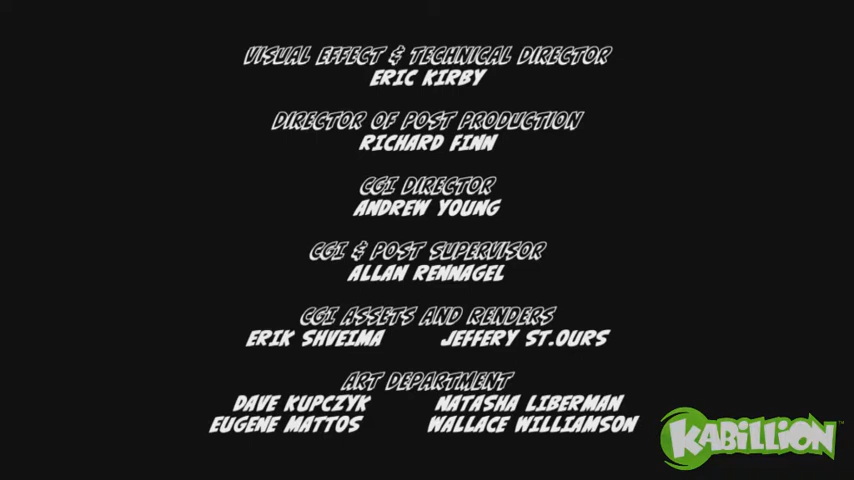 VISUAL EFFECT & TECHNICAL DIRECTOR
ERIC KIRBY
DIRECTOR OF POST PRODUCTION
RICHARD FINN
CGI DIRECTOR
ANDREW YOUNG
CGI & POST SUPERVISOR
ALLAN RENNAGEL
CGI ASSETS AND RENDERS
ERIK SHVEIMA JEFFERY ST.OURS
ART DEPARTMENT
DAVE KUPCZYK NATASHA LIBERMAN
EUGENE MATTOS WALLACE WILLIAMSON
KABILLION™